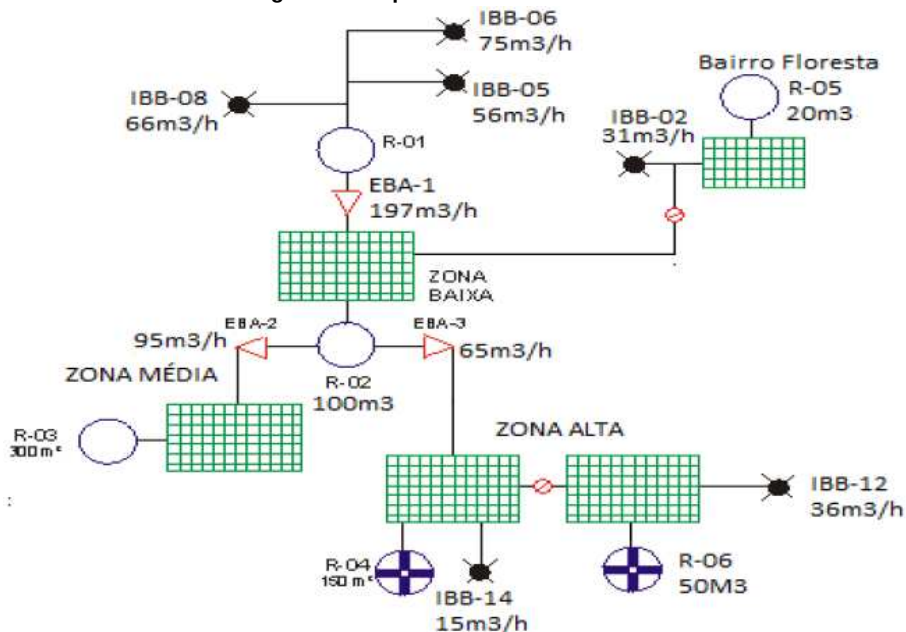 IBB-06
75m3/h
IBB-08
66m3/h
IBB-05
56m3/h
Bairro Floresta
R-05
20m3
IBB-02
31m3/h
R-01
EBA-1
197m3/h
ZONA
BAIXA
95m3/h
EBA-2
EBA-3
65m3/h
R-02
100m3
ZONA MÉDIA
R-03
300m³
ZONA ALTA
IBB-12
36m3/h
R-04
150m³
IBB-14
15m3/h
R-06
50M3